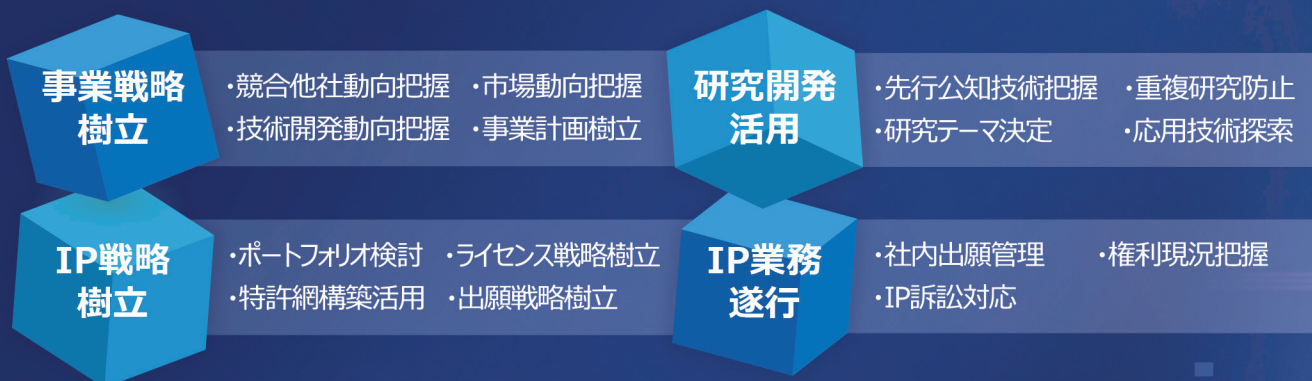 事業戦略
樹立
・競合他社動向把握 ・市場動向把握
・技術開発動向把握 ・事業計画樹立
研究開発
活用
・先行公知技術把握 ・重複研究防止
・研究テーマ決定 ・応用技術探索
IP戦略
樹立
・ポートフォリオ検討 ・ライセンス戦略樹立
・特許網構築活用 ・出願戦略樹立
IP業務
遂行
・社内出願管理 ・権利現況把握
・IP訴訟対応